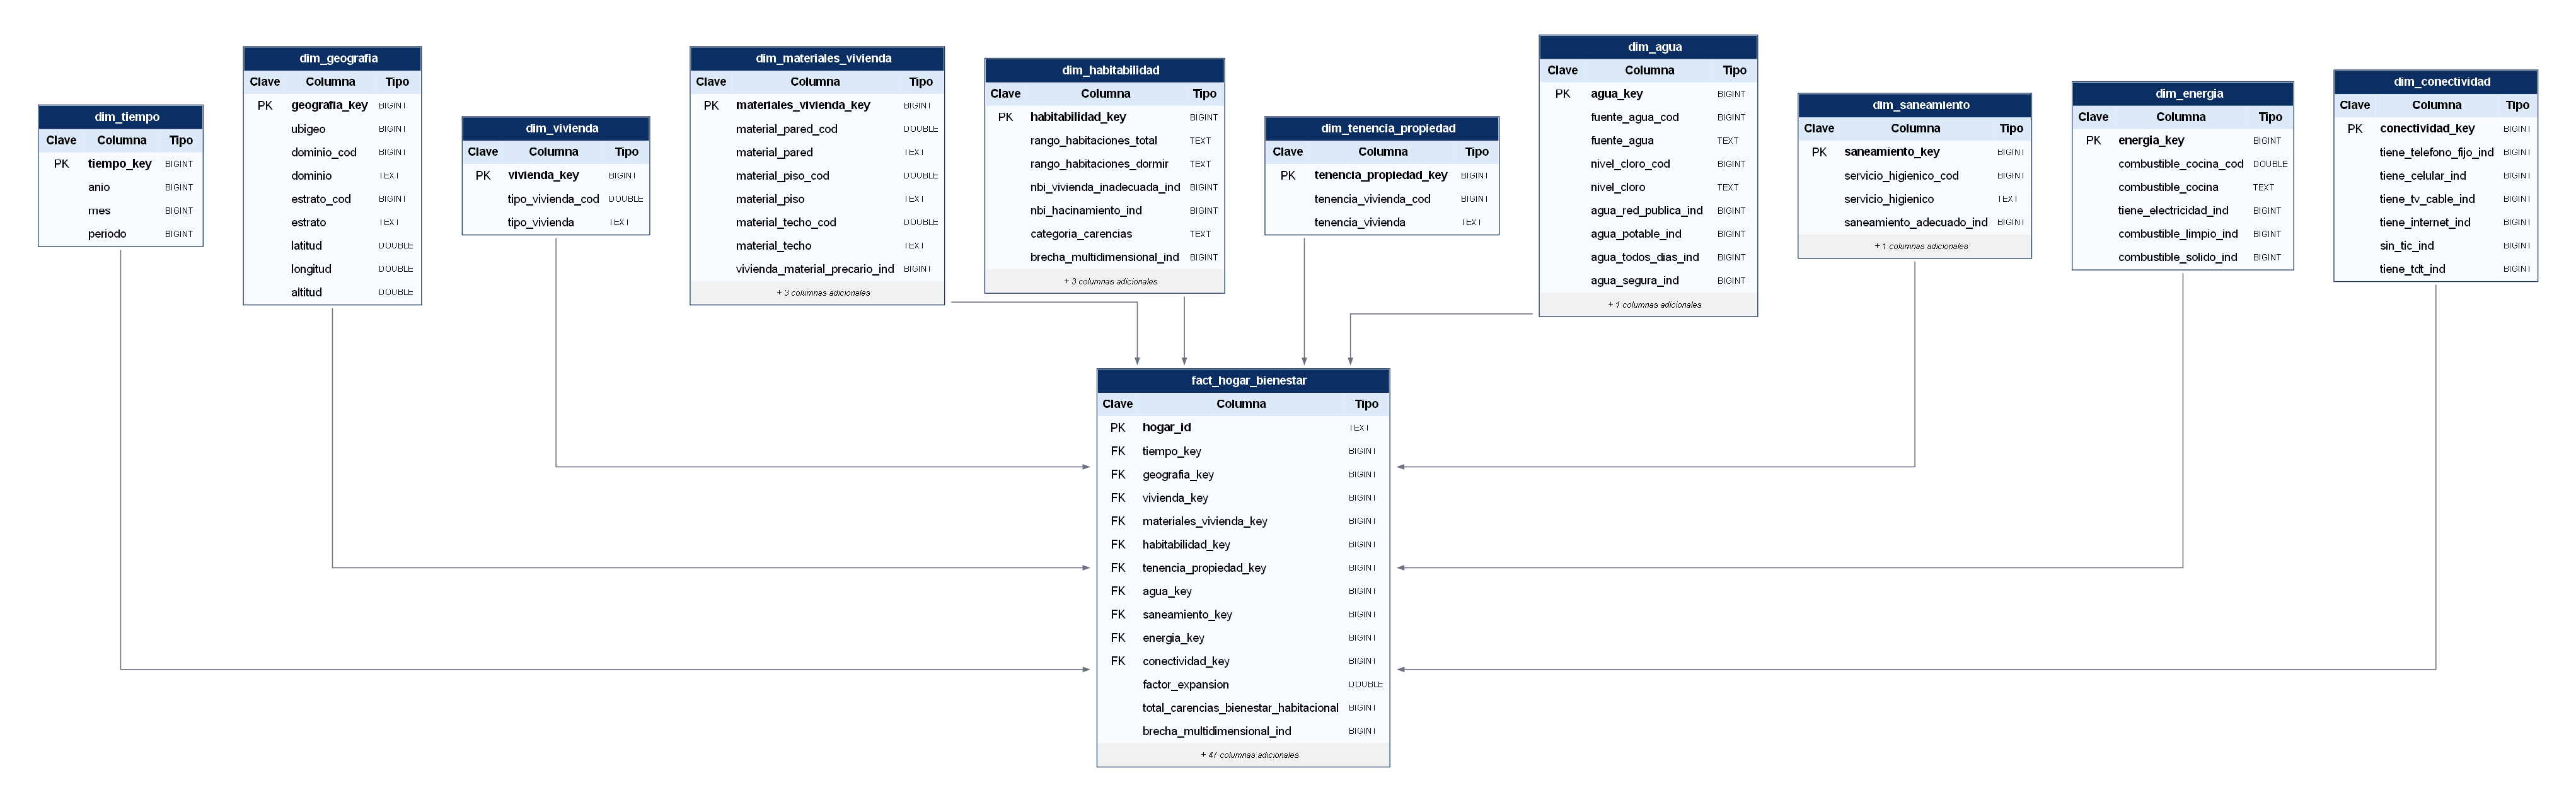 dim_tiempo
Clave Columna Tipo
PK tiempo_key BIGINT
anio BIGINT
mes BIGINT
periodo BIGINT
dim_geografia
Clave Columna Tipo
PK geografia_key BIGINT
ubigeo BIGINT
dominio_cod BIGINT
dominio TEXT
estrato_cod BIGINT
estrato TEXT
latitud DOUBLE
longitud DOUBLE
altitud DOUBLE
dim_vivienda
Clave Columna Tipo
PK vivienda_key BIGINT
tipo_vivienda_cod DOUBLE
tipo_vivienda TEXT
dim_materiales_vivienda
Clave Columna Tipo
PK materiales_vivienda_key BIGINT
material_pared_cod DOUBLE
material_pared TEXT
material_piso_cod DOUBLE
material_piso TEXT
material_techo_cod DOUBLE
material_techo TEXT
vivienda_material_precario_ind BIGINT
+ 3 columnas adicionales
dim_habitabilidad
Clave Columna Tipo
PK habitabilidad_key BIGINT
rango_habitaciones_total TEXT
rango_habitaciones_dormir TEXT
nbi_vivienda_inadecuada_ind BIGINT
nbi_hacinamiento_ind BIGINT
categoria_carencias TEXT
brecha_multidimensional_ind BIGINT
+ 3 columnas adicionales
dim_tenencia_propiedad
Clave Columna Tipo
PK tenencia_propiedad_key BIGINT
tenencia_vivienda_cod BIGINT
tenencia_vivienda TEXT
dim_agua
Clave Columna Tipo
PK agua_key BIGINT
fuente_agua_cod BIGINT
fuente_agua TEXT
nivel_cloro_cod BIGINT
nivel_cloro TEXT
agua_red_publica_ind BIGINT
agua_potable_ind BIGINT
agua_todos_dias_ind BIGINT
agua_segura_ind BIGINT
+ 1 columnas adicionales
dim_saneamiento
Clave Columna Tipo
PK saneamiento_key BIGINT
servicio_higienico_cod BIGINT
servicio_higienico TEXT
saneamiento_adecuado_ind BIGINT
+ 1 columnas adicionales
dim_energia
Clave Columna Tipo
PK energia_key BIGINT
combustible_cocina_cod DOUBLE
combustible_cocina TEXT
tiene_electricidad_ind BIGINT
combustible_limpio_ind BIGINT
combustible_solido_ind BIGINT
dim_conectividad
Clave Columna Tipo
PK conectividad_key BIGINT
tiene_telefono_fijo_ind BIGINT
tiene_celular_ind BIGINT
tiene_tv_cable_ind BIGINT
tiene_internet_ind BIGINT
sin_tic_ind BIGINT
tiene_tdt_ind BIGINT
fact_hogar_bienestar
Clave Columna Tipo
PK hogar_id TEXT
FK tiempo_key BIGINT
FK geografia_key BIGINT
FK vivienda_key BIGINT
FK materiales_vivienda_key BIGINT
FK habitabilidad_key BIGINT
FK tenencia_propiedad_key BIGINT
FK agua_key BIGINT
FK saneamiento_key BIGINT
FK energia_key BIGINT
FK conectividad_key BIGINT
factor_expansion DOUBLE
total_carencias_bienestar_habitacional BIGINT
brecha_multidimensional_ind BIGINT
+ 47 columnas adicionales